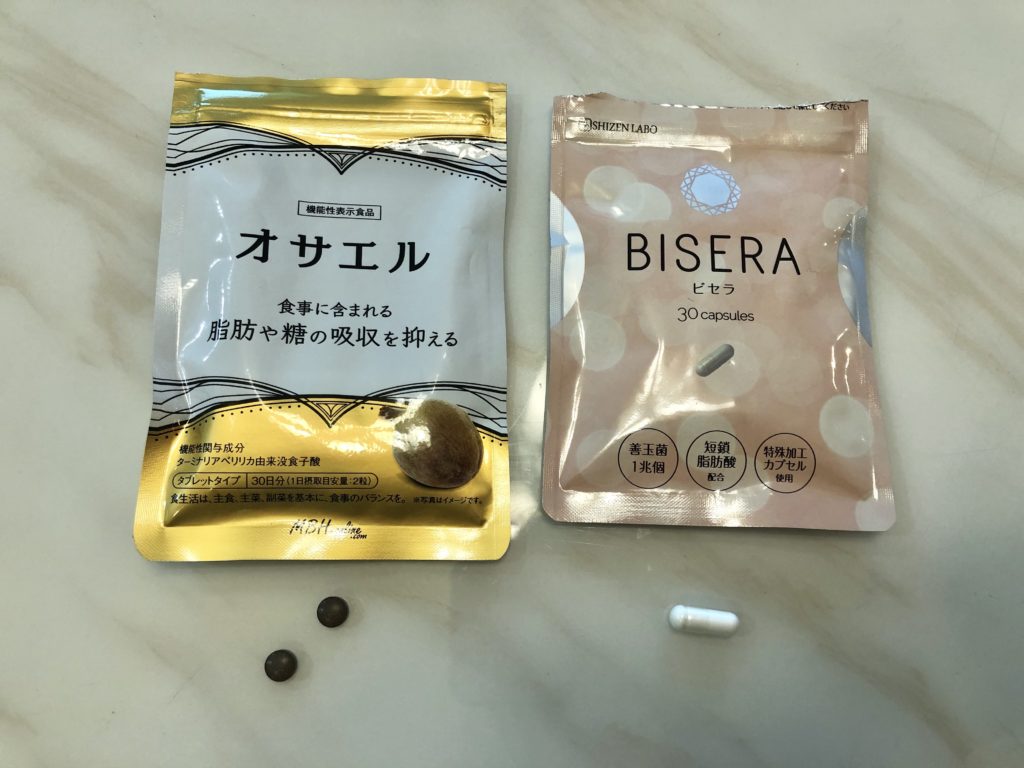 機能性表示食品
オサエル
食事に含まれる
脂肪や糖の吸収を抑える
機能性関与成分
ターミナリアベリリカ由来没食子酸
タブレットタイプ 30日分(1日摂取目安量:2粒)
食生活は、主食、主菜、副菜を基本に、食事のバランスを。 ※写真はイメージです。
MBH online
.com
ください
SHIZEN LABO
BISERA
ビセラ
30 capsules
善玉菌
1兆個
短鎖
脂肪酸
配合
特殊加工
カプセル
使用